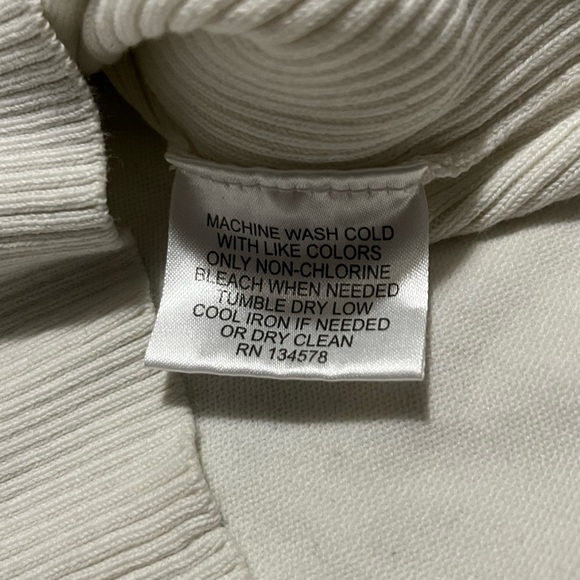 MACHINE WASH COLD
WITH LIKE COLORS
ONLY NON-CHLORINE
BLEACH WHEN NEEDED
TUMBLE DRY LOW
COOL IRON IF NEEDED
OR DRY CLEAN
RN 134578